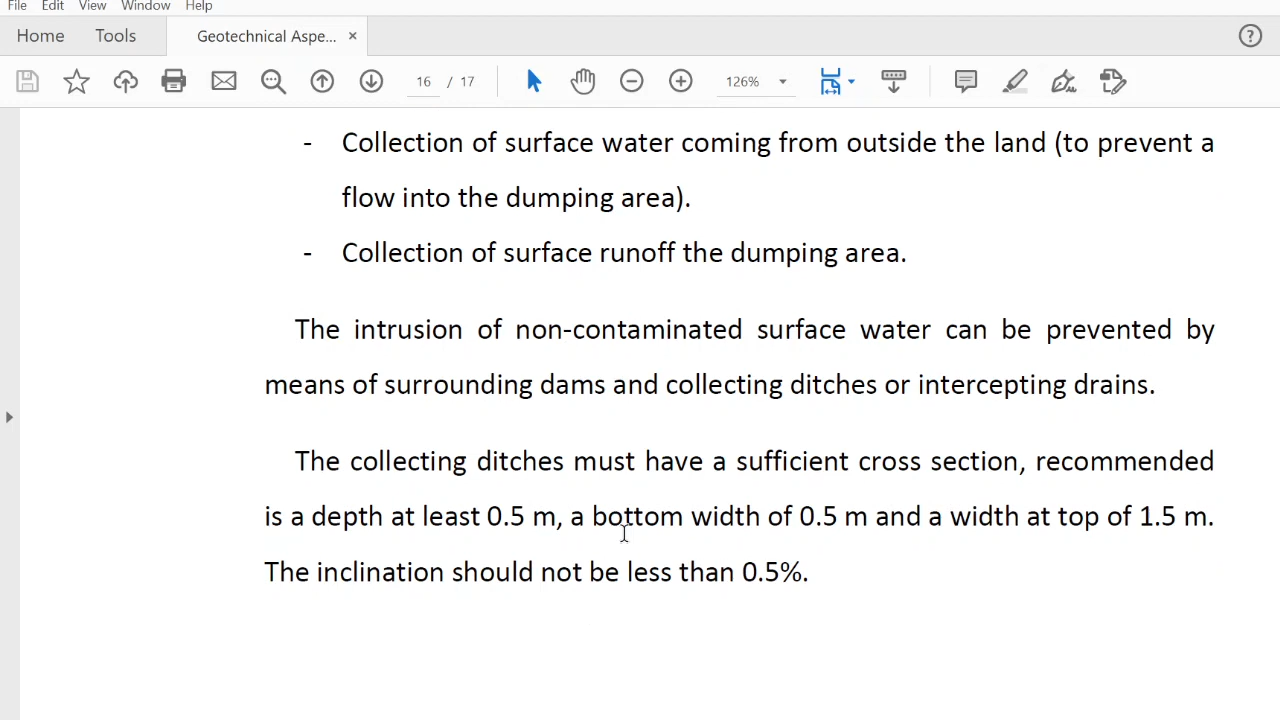 File Edit View Window Help
Home Tools Geotechnical Aspe... × ?
16 / 17 126%
- Collection of surface water coming from outside the land (to prevent a
flow into the dumping area).
- Collection of surface runoff the dumping area.
The intrusion of non-contaminated surface water can be prevented by
means of surrounding dams and collecting ditches or intercepting drains.
The collecting ditches must have a sufficient cross section, recommended
is a depth at least 0.5 m, a bottom width of 0.5 m and a width at top of 1.5 m.
The inclination should not be less than 0.5%.